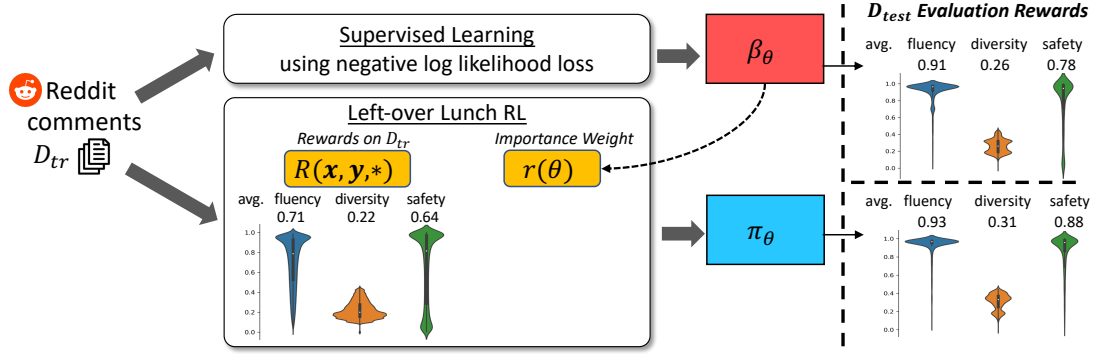 Reddit
comments
D_tr
Supervised Learning
using negative log likelihood loss
Left-over Lunch RL
Rewards on D_tr
R(x, y,*)
Importance Weight
r(θ)
avg. fluency diversity safety
0.71 0.22 0.64
1.0
0.8
0.6
0.4
0.2
0.0
β_θ
π_θ
D_test Evaluation Rewards
avg. fluency diversity safety
0.91 0.26 0.78
1.0
0.8
0.6
0.4
0.2
0.0
avg. fluency diversity safety
0.93 0.31 0.88
1.0
0.8
0.6
0.4
0.2
0.0